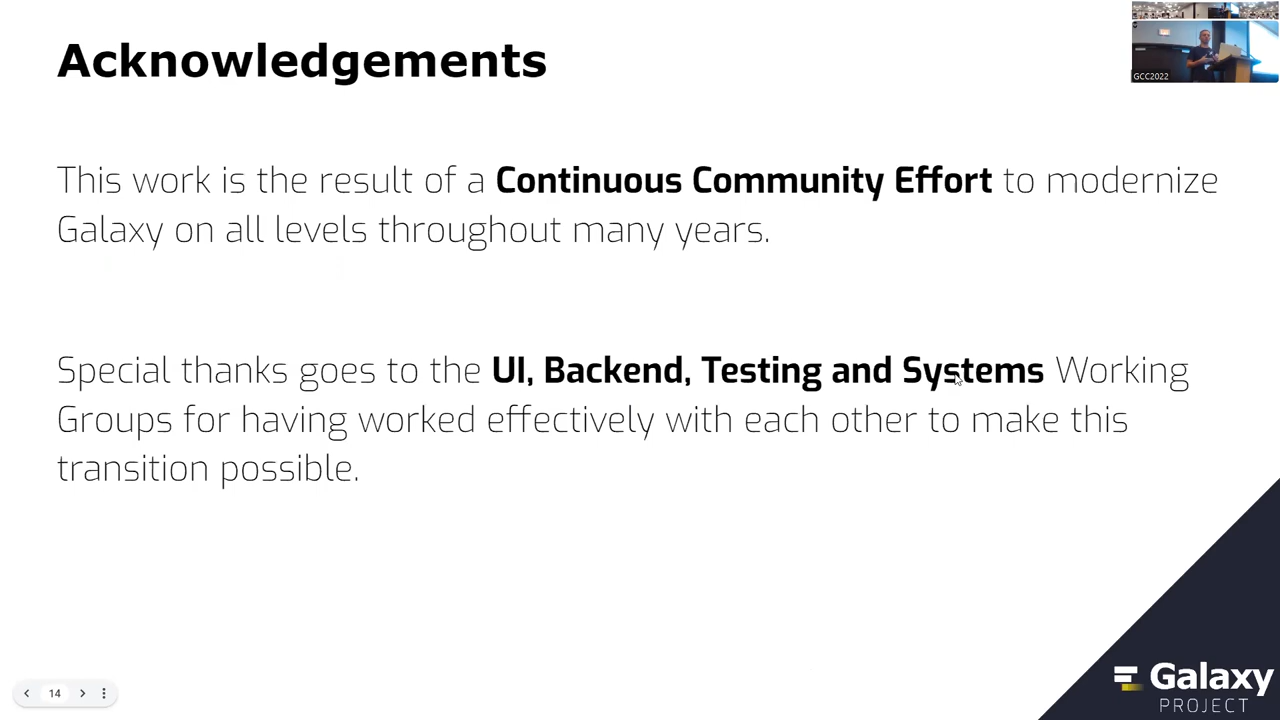 Acknowledgements
GCC2022
This work is the result of a Continuous Community Effort to modernize
Galaxy on all levels throughout many years.
Special thanks goes to the UI, Backend, Testing and Systems Working
Groups for having worked effectively with each other to make this
transition possible.
14
Galaxy
PROJECT